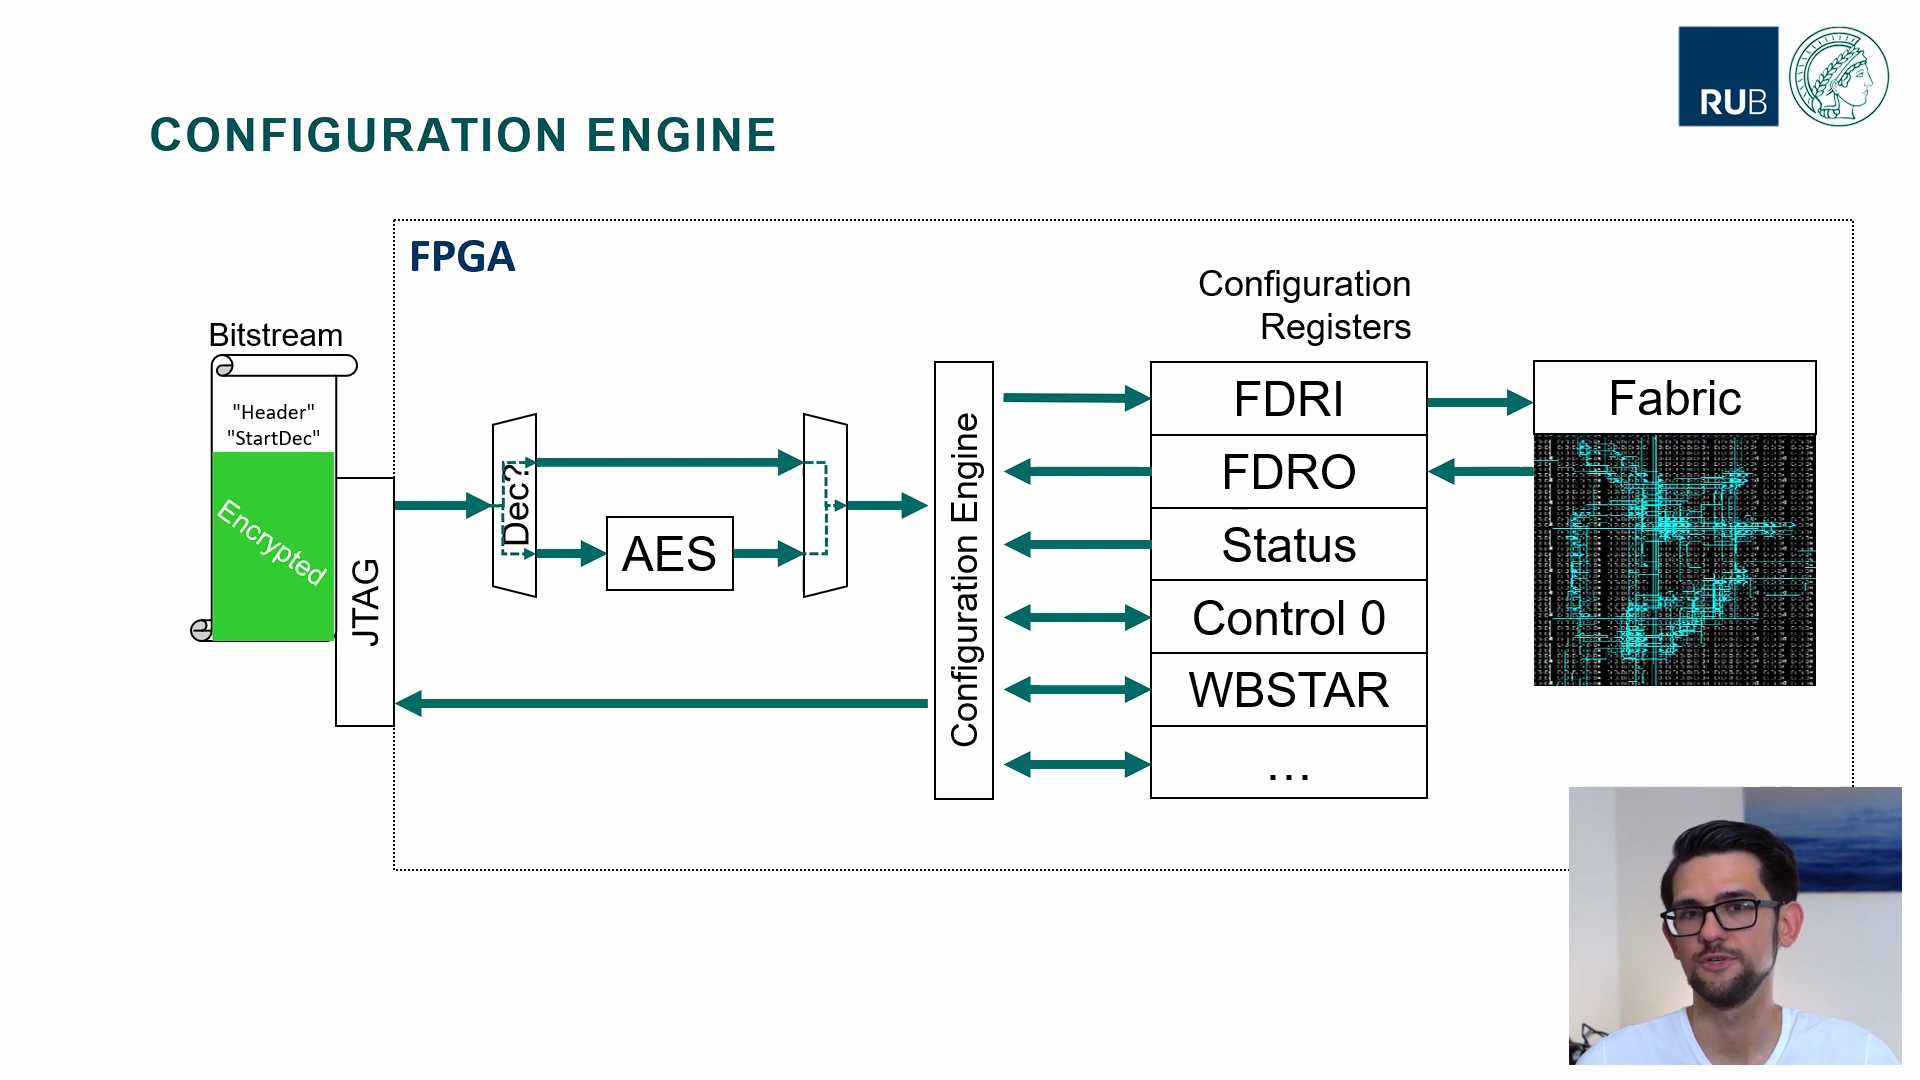 RUB
CONFIGURATION ENGINE
FPGA
Configuration
Registers
Bitstream
"Header"
"StartDec"
Encrypted
JTAG
Dec?
AES
Configuration Engine
FDRI
FDRO
Status
Control 0
WBSTAR
...
Fabric